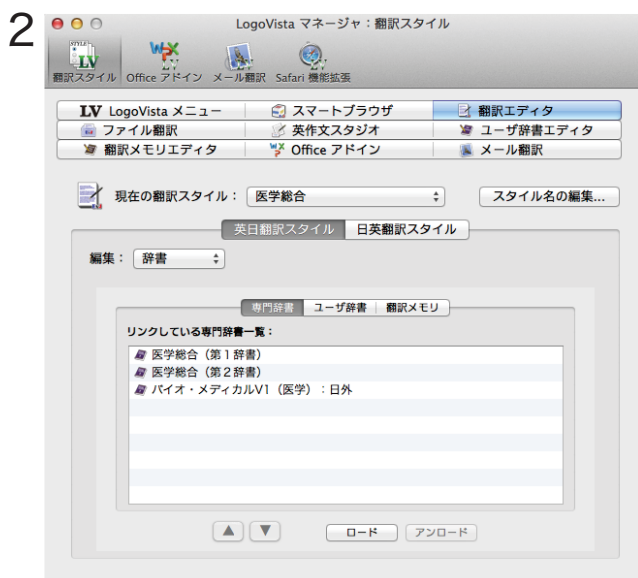 2
LogoVista マネージャ：翻訳スタイル
STYLE LV
翻訳スタイル Office アドイン メール翻訳 Safari 機能拡張
LV LogoVista メニュー スマートブラウザ 翻訳エディタ
ファイル翻訳 英作文スタジオ ユーザ辞書エディタ
翻訳メモリエディタ Office アドイン メール翻訳
現在の翻訳スタイル： 医学総合 スタイル名の編集...
英日翻訳スタイル 日英翻訳スタイル
編集： 辞書
専門辞書 ユーザ辞書 翻訳メモリ
リンクしている専門辞書一覧：
医学総合（第１辞書）
医学総合（第２辞書）
バイオ・メディカルV1（医学）：日外
▲ ▼ ロード アンロード